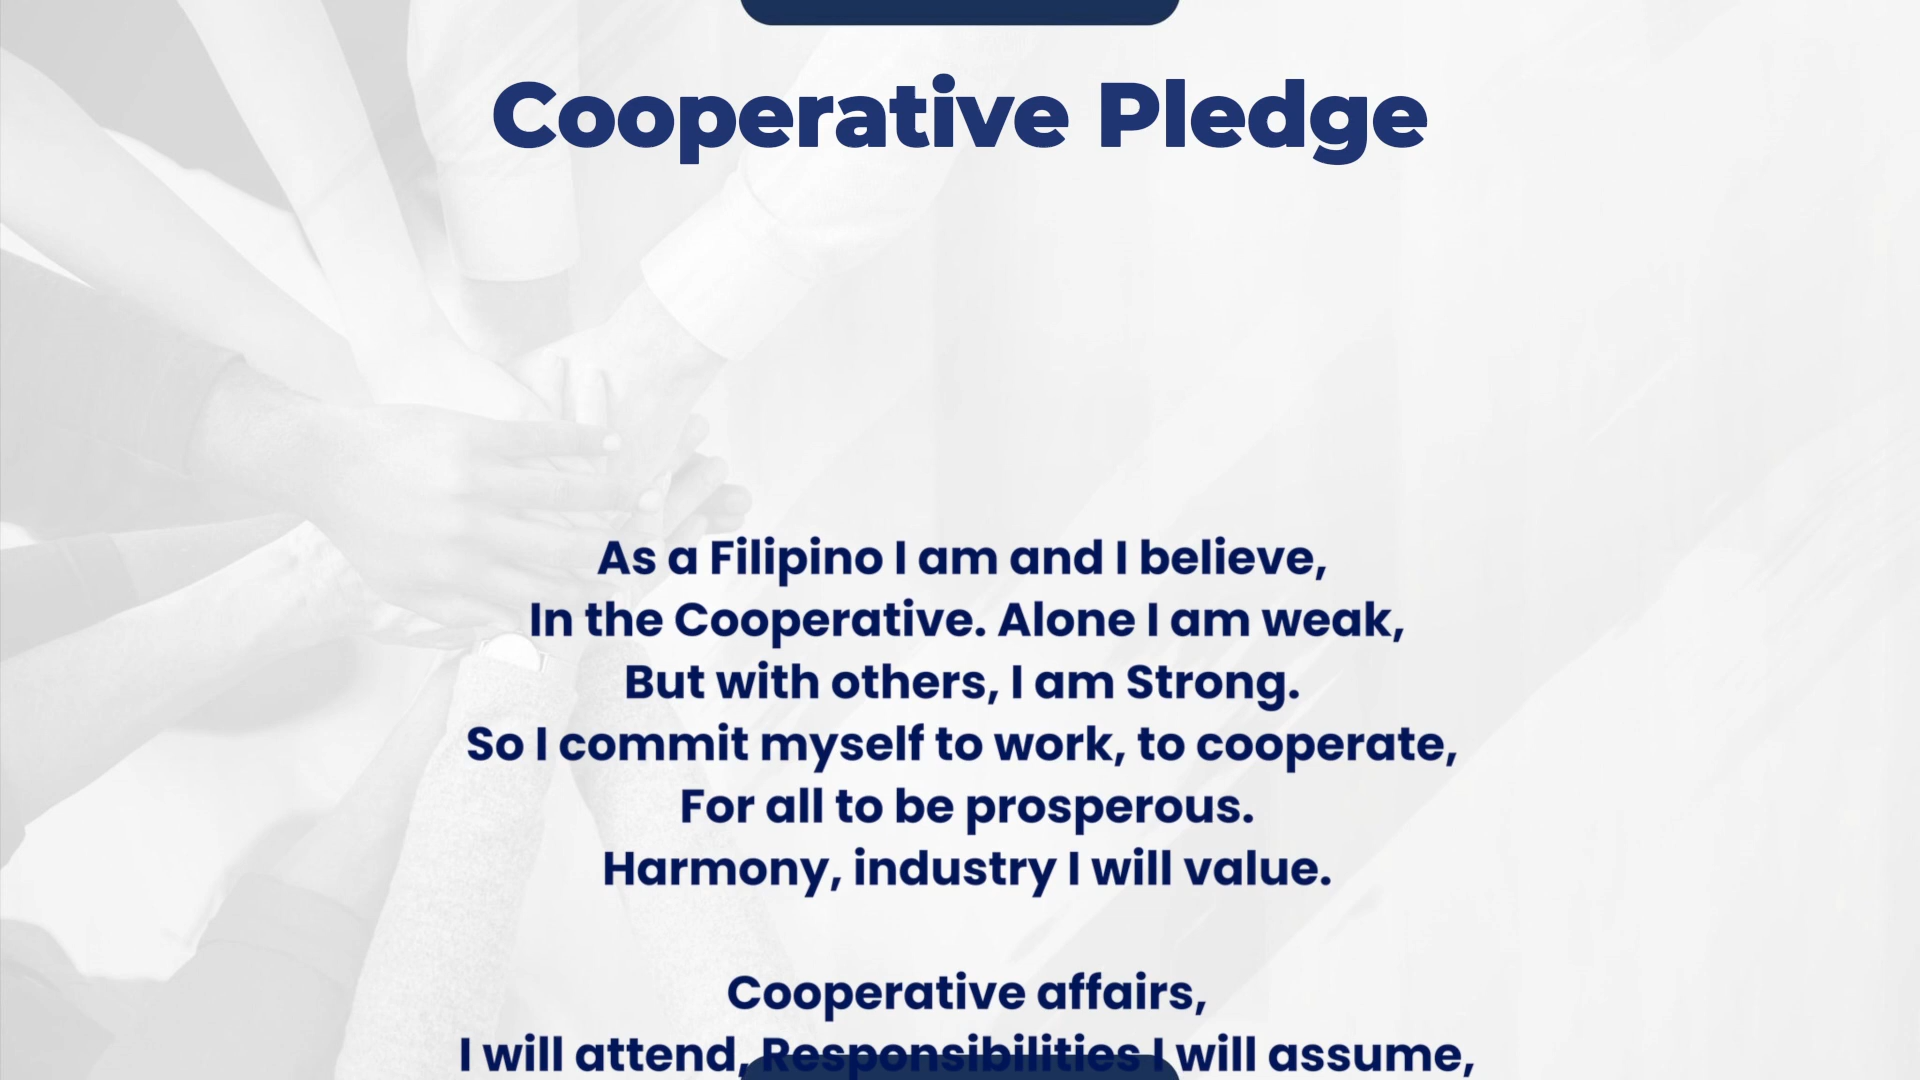 Cooperative Pledge
As a Filipino I am and I believe,
In the Cooperative. Alone I am weak,
But with others, I am Strong.
So I commit myself to work, to cooperate,
For all to be prosperous.
Harmony, industry I will value.
Cooperative affairs,
I will attend, Responsibilities I will assume,